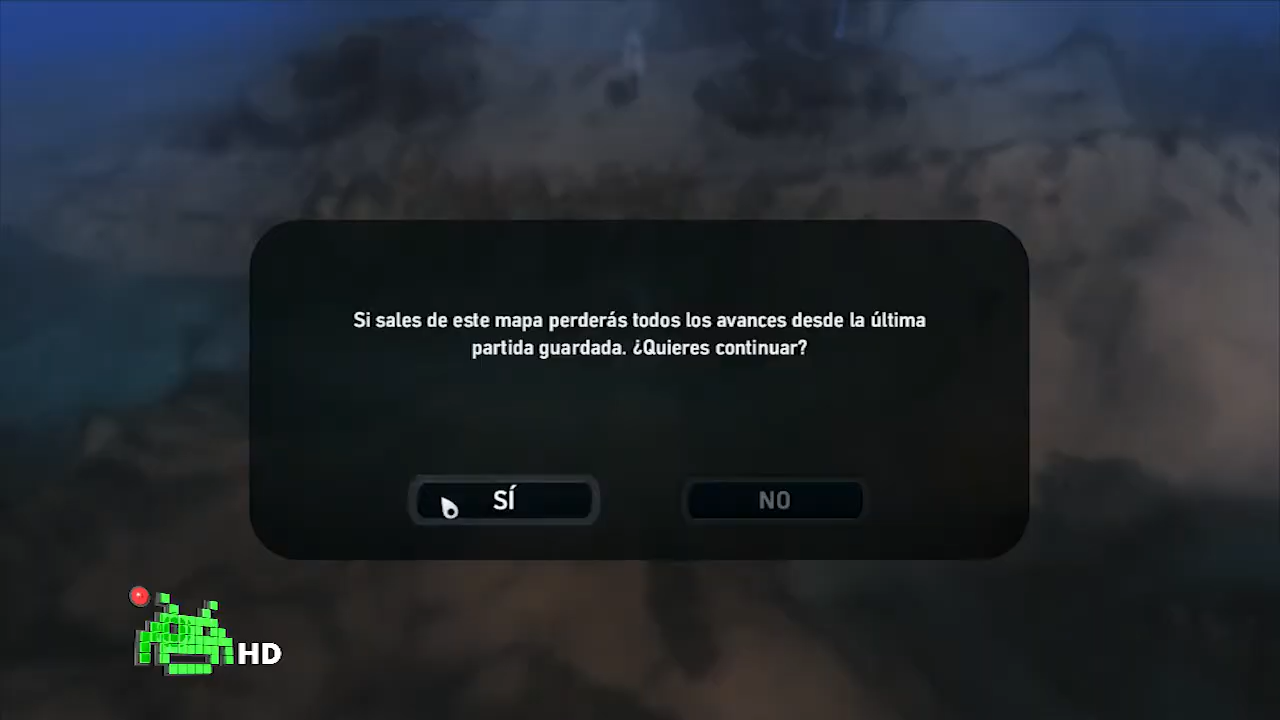 Si sales de este mapa perderás todos los avances desde la última
partida guardada. ¿Quieres continuar?
SÍ
NO
HD